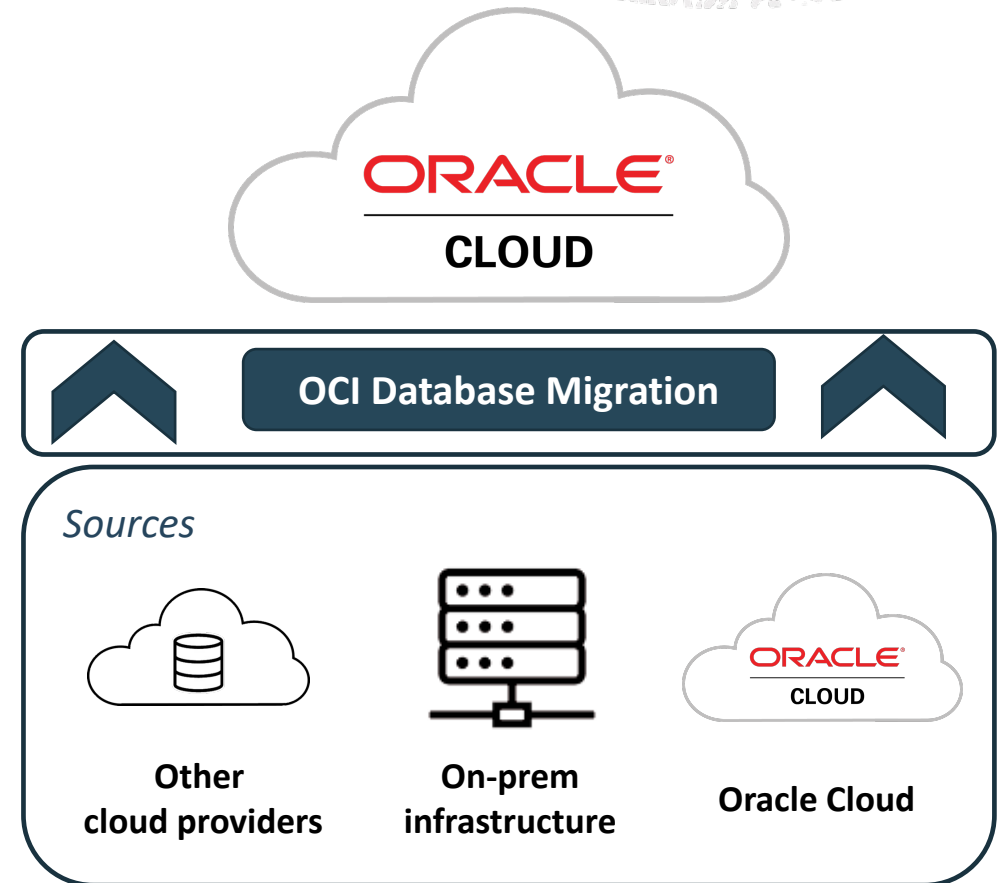 ORACLE®
CLOUD
OCI Database Migration
Sources
ORACLE®
CLOUD
Other
cloud providers
On-prem
infrastructure
Oracle Cloud